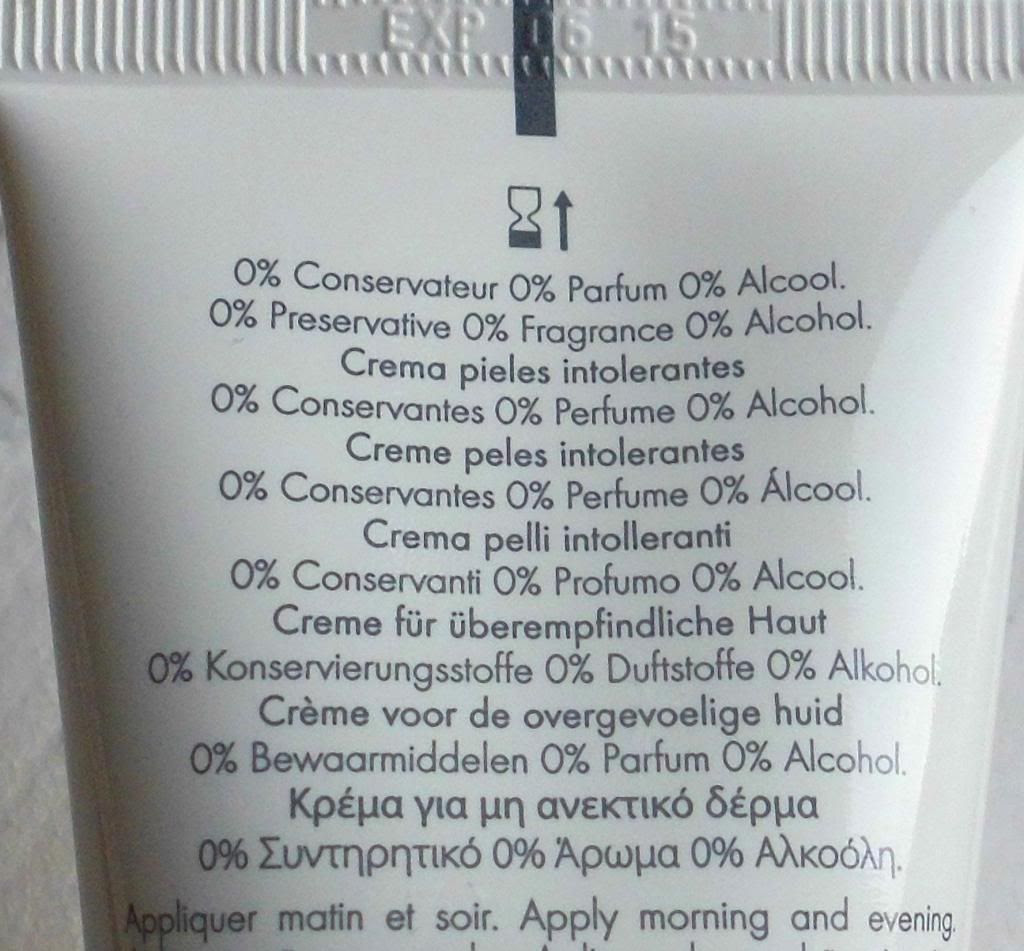 EXP 06 15
0% Conservateur 0% Parfum 0% Alcool.
0% Preservative 0% Fragrance 0% Alcohol.
Crema pieles intolerantes
0% Conservantes 0% Perfume 0% Alcohol.
Creme peles intolerantes
0% Conservantes 0% Perfume 0% Álcool.
Crema pelli intolleranti
0% Conservanti 0% Profumo 0% Alcool.
Creme für überempfindliche Haut
0% Konservierungsstoffe 0% Duftstoffe 0% Alkohol.
Crème voor de overgevoelige huid
0% Bewaarmiddelen 0% Parfum 0% Alcohol.
Κρέμα για μη ανεκτικό δέρμα
0% Συντηρητικό 0% Άρωμα 0% Αλκοόλη.
Appliquer matin et soir. Apply morning and evening.